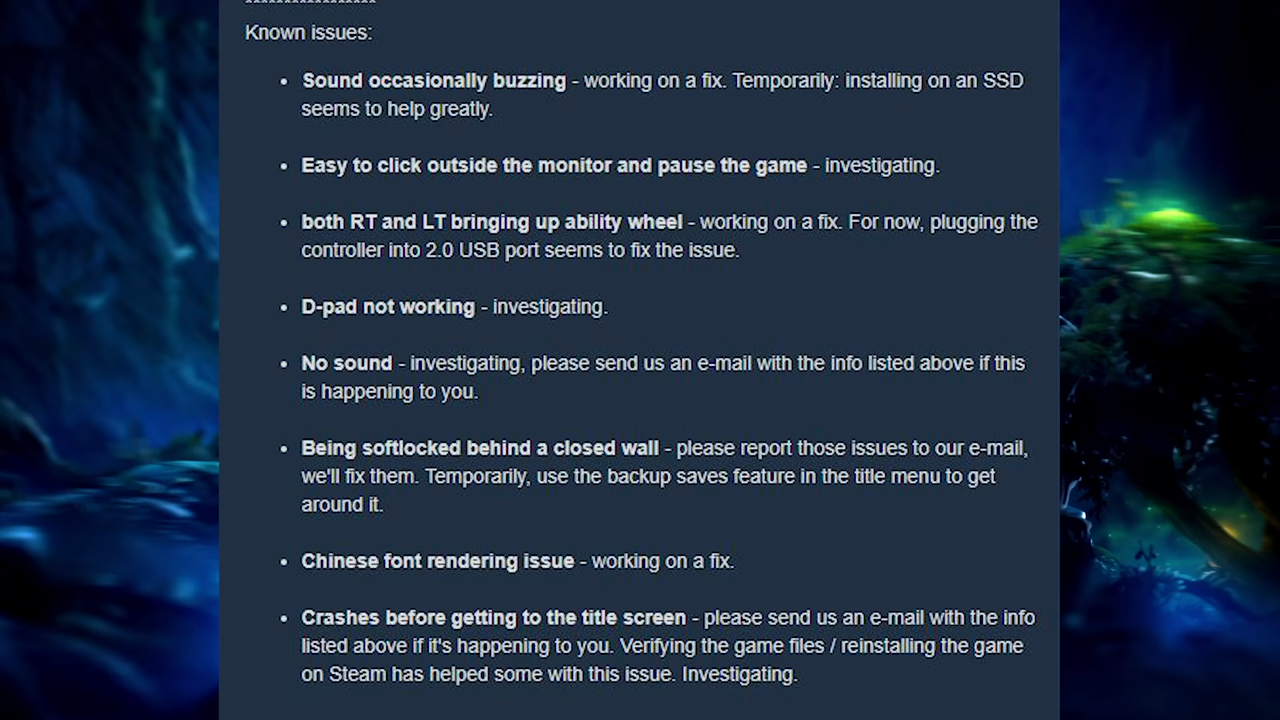 Known issues:
Sound occasionally buzzing - working on a fix. Temporarily: installing on an SSD
seems to help greatly.
Easy to click outside the monitor and pause the game - investigating.
both RT and LT bringing up ability wheel - working on a fix. For now, plugging the
controller into 2.0 USB port seems to fix the issue.
D-pad not working - investigating.
No sound - investigating, please send us an e-mail with the info listed above if this
is happening to you.
Being softlocked behind a closed wall - please report those issues to our e-mail,
we'll fix them. Temporarily, use the backup saves feature in the title menu to get
around it.
Chinese font rendering issue - working on a fix.
Crashes before getting to the title screen - please send us an e-mail with the info
listed above if it's happening to you. Verifying the game files / reinstalling the game
on Steam has helped some with this issue. Investigating.